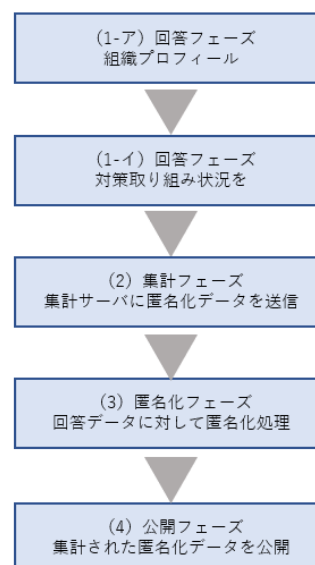 （1-ア）回答フェーズ
組織プロフィール
（1-イ）回答フェーズ
対策取り組み状況を
（2）集計フェーズ
集計サーバに匿名化データを送信
（3）匿名化フェーズ
回答データに対して匿名化処理
（4）公開フェーズ
集計された匿名化データを公開